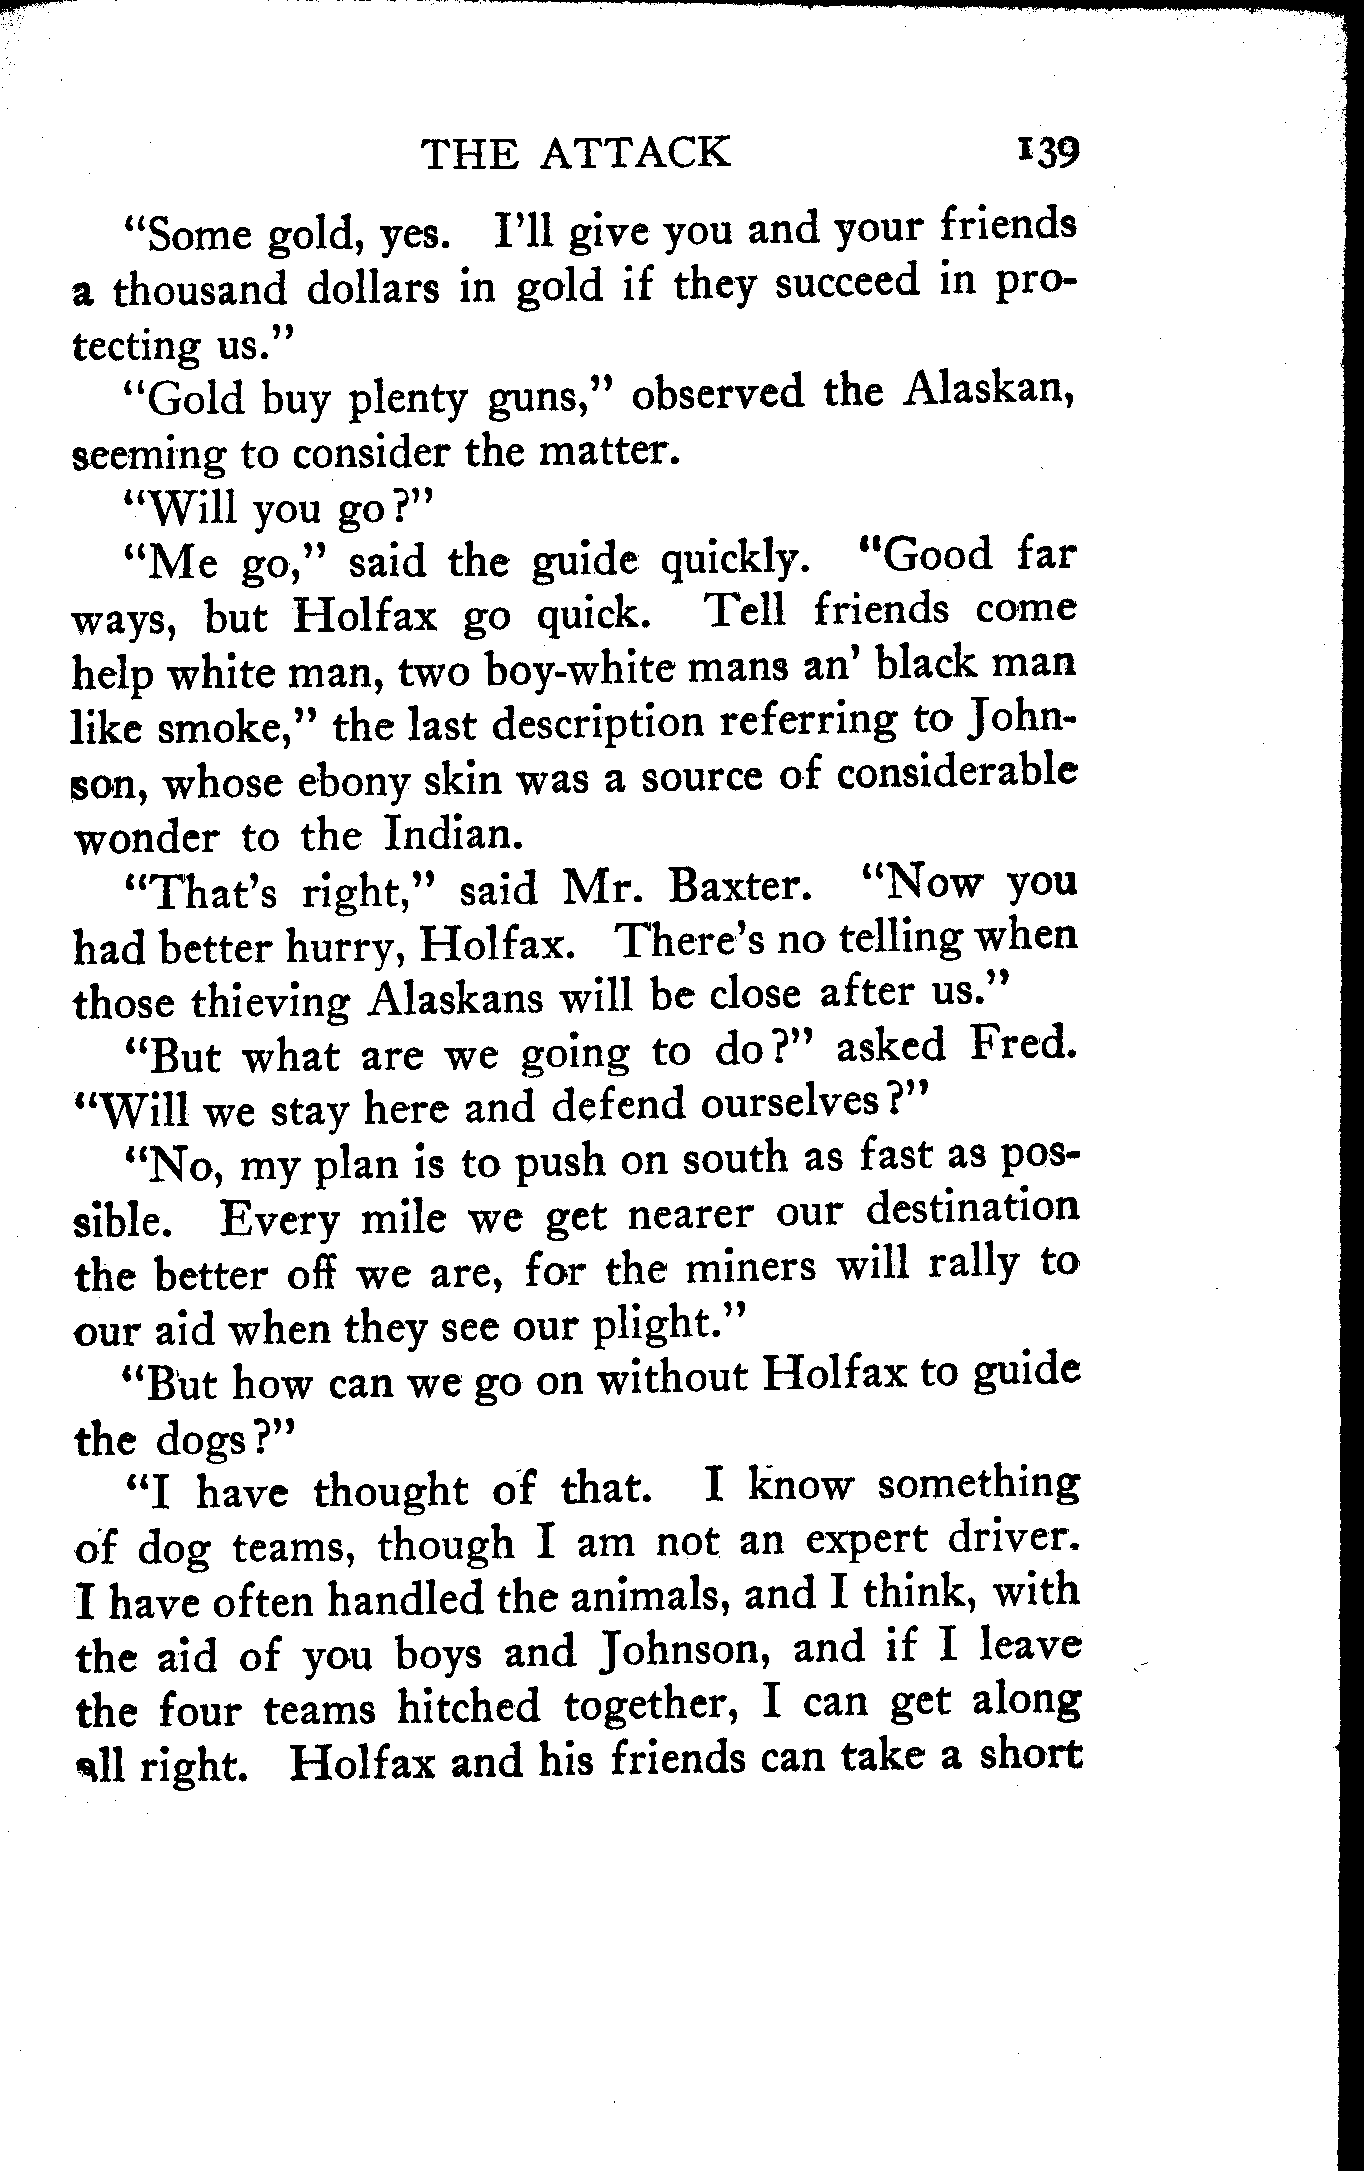 THE ATTACK 139
"Some gold, yes. I'll give you and your friends
a thousand dollars in gold if they succeed in pro-
tecting us."
"Gold buy plenty guns," observed the Alaskan,
seeming to consider the matter.
"Will you go?"
"Me go," said the guide quickly. "Good far
ways, but Holfax go quick. Tell friends come
help white man, two boy-white mans an' black man
like smoke," the last description referring to John-
son, whose ebony skin was a source of considerable
wonder to the Indian.
"That's right," said Mr. Baxter. "Now you
had better hurry, Holfax. There's no telling when
those thieving Alaskans will be close after us."
"But what are we going to do?" asked Fred.
"Will we stay here and defend ourselves?"
"No, my plan is to push on south as fast as pos-
sible. Every mile we get nearer our destination
the better off we are, for the miners will rally to
our aid when they see our plight."
"But how can we go on without Holfax to guide
the dogs?"
"I have thought of that. I know something
of dog teams, though I am not an expert driver.
I have often handled the animals, and I think, with
the aid of you boys and Johnson, and if I leave
the four teams hitched together, I can get along
all right. Holfax and his friends can take a short